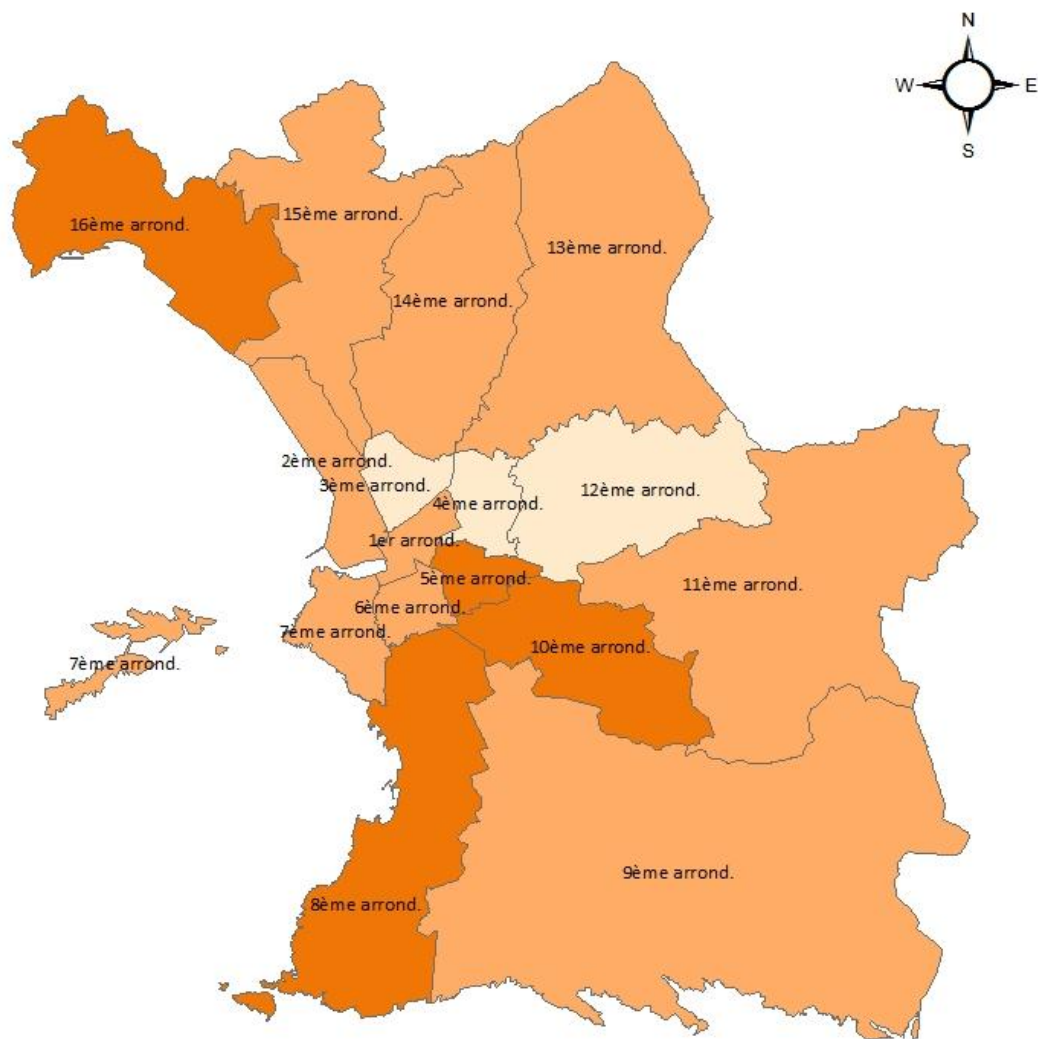 N
W E
S
16ème arrond.
15ème arrond.
13ème arrond.
14ème arrond.
2ème arrond.
3ème arrond.
12ème arrond.
4ème arrond.
1er arrond.
5ème arrond.
11ème arrond.
6ème arrond.
7ème arrond.
10ème arrond.
7ème arrond.
9ème arrond.
8ème arrond.